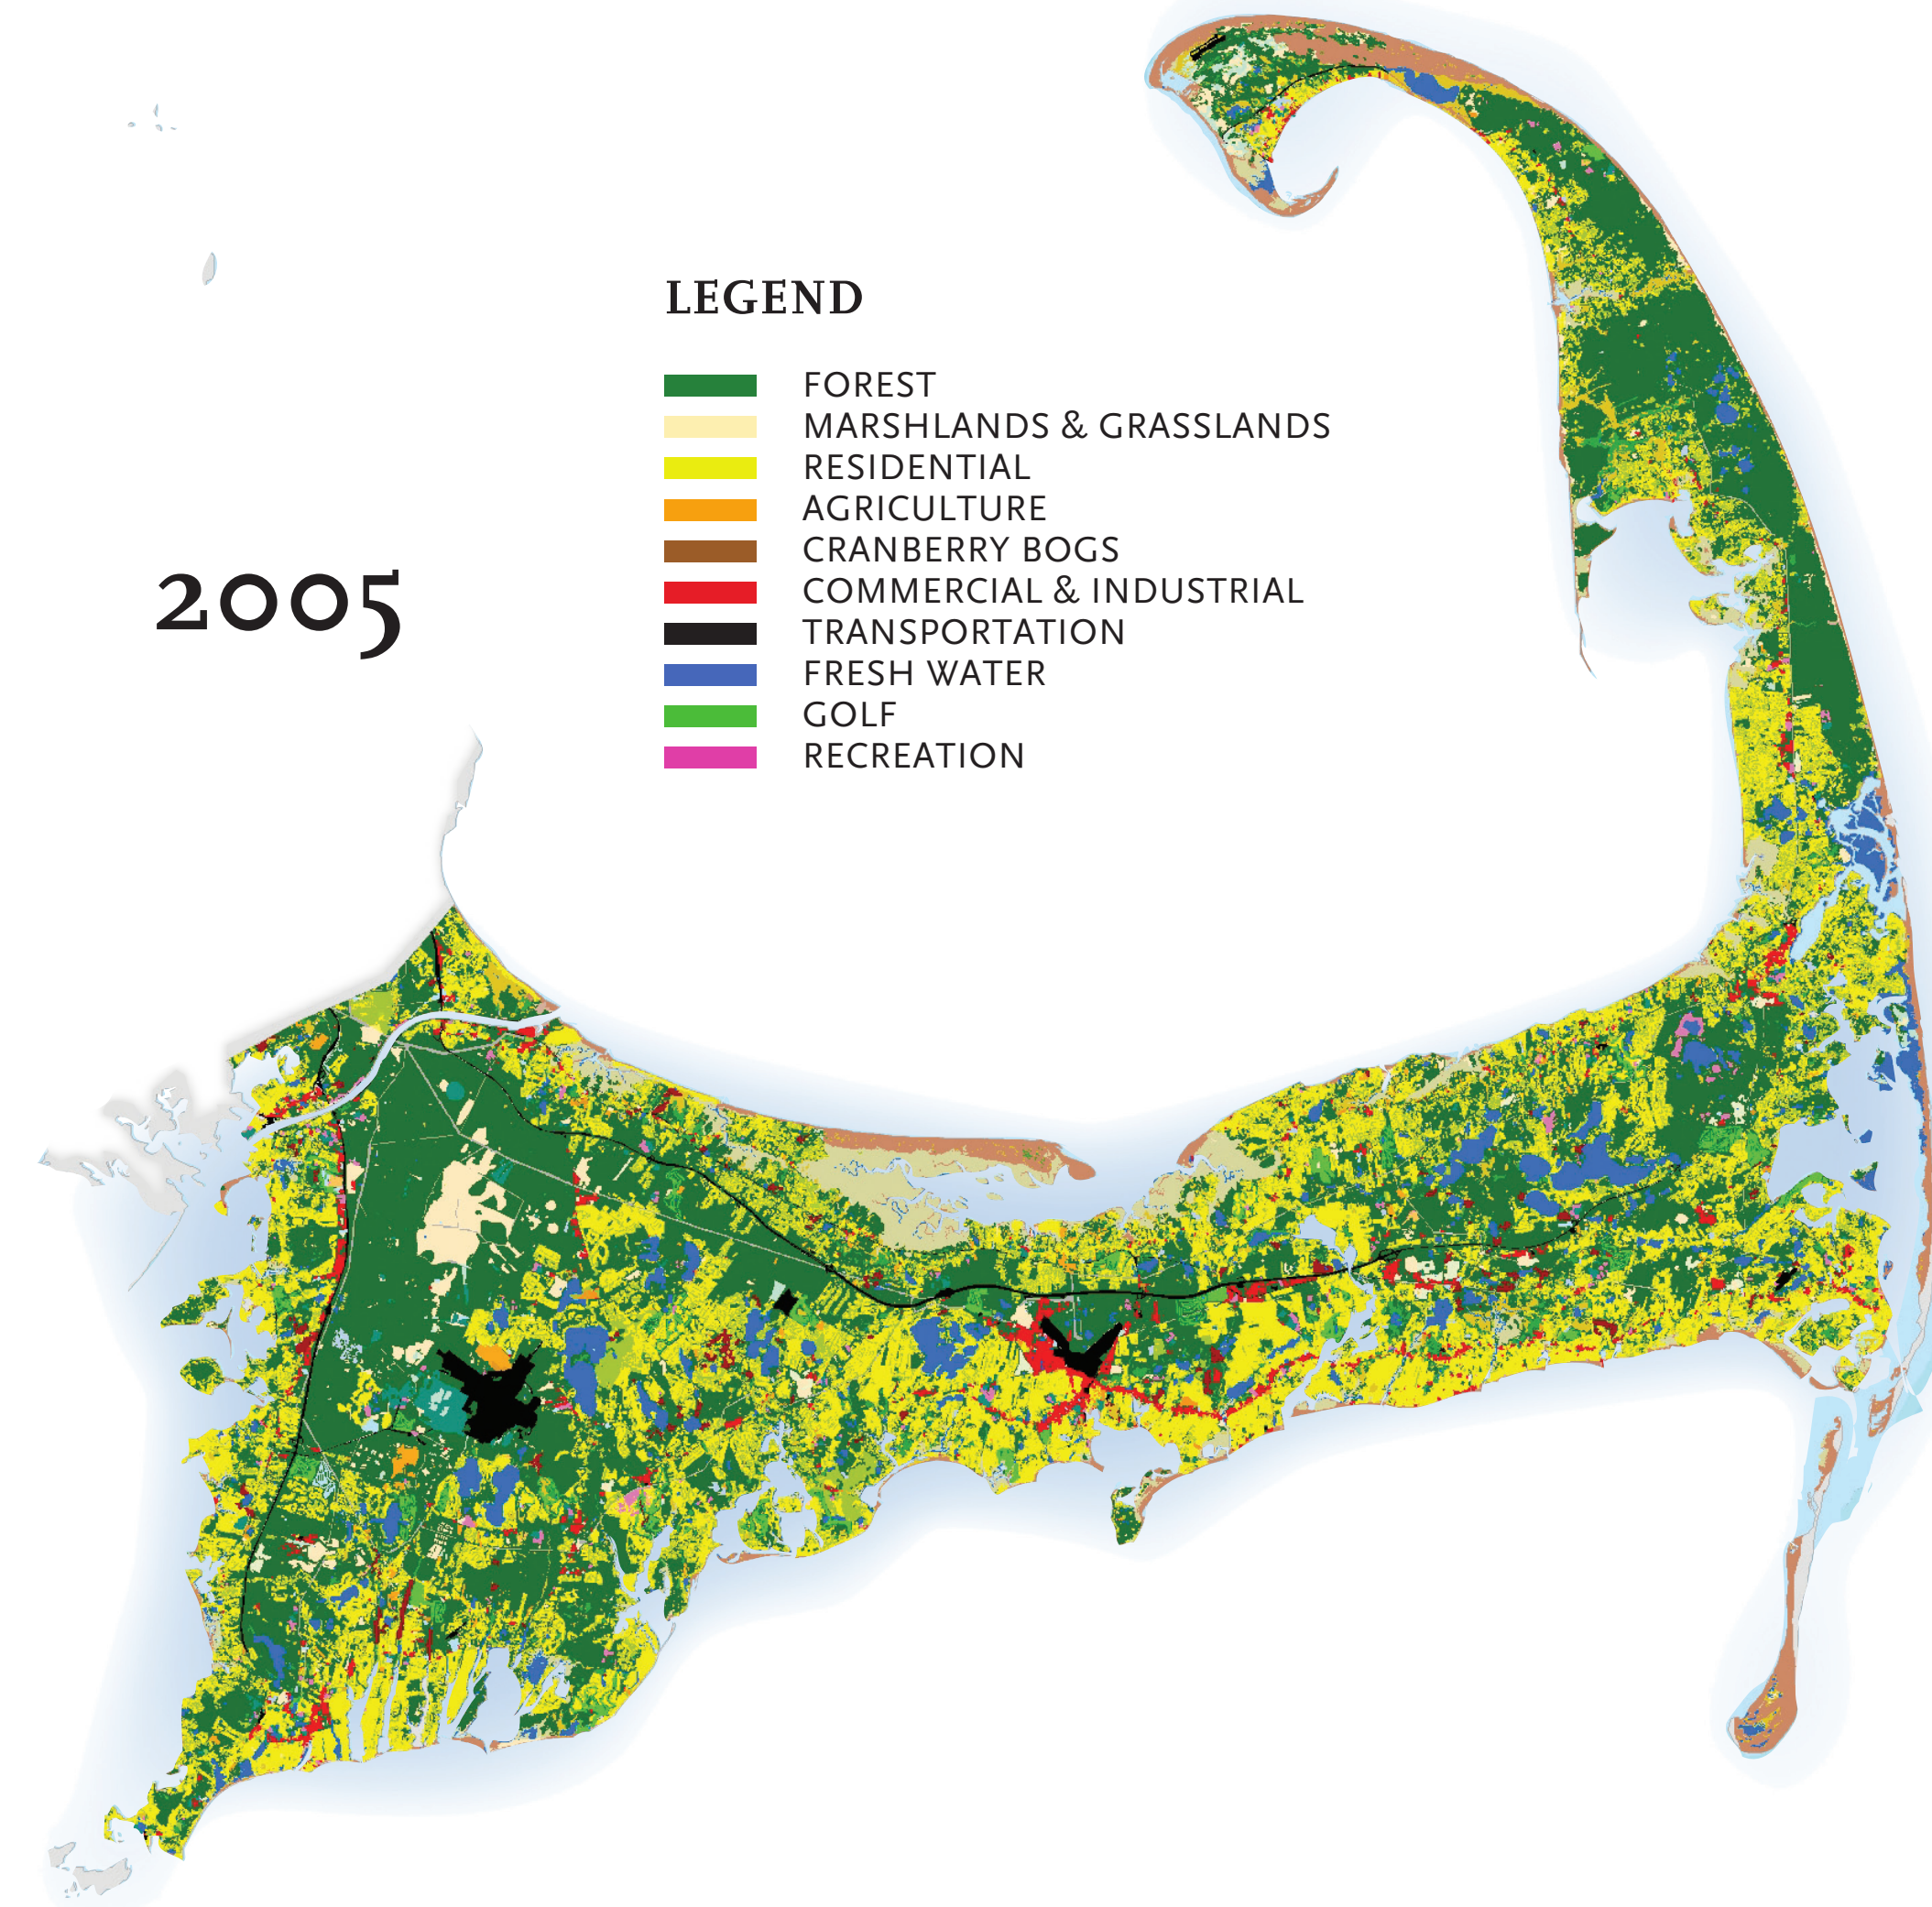 LEGEND
FOREST
MARSHLANDS & GRASSLANDS
RESIDENTIAL
AGRICULTURE
CRANBERRY BOGS
COMMERCIAL & INDUSTRIAL
TRANSPORTATION
FRESH WATER
GOLF
RECREATION
2005